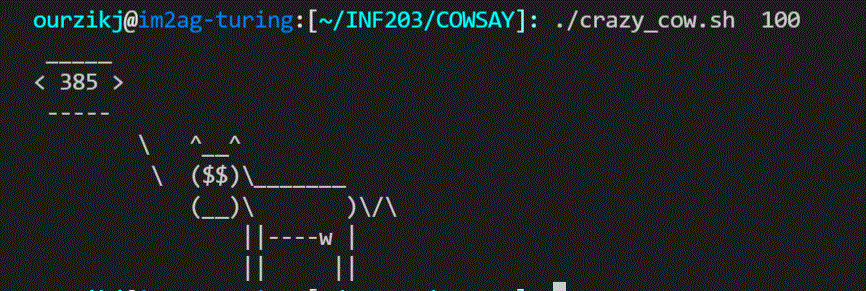 ourzikj@im2ag-turing:[~/INF203/COWSAY]: ./crazy_cow.sh  100
 _____
< 385 >
 -----
        \   ^__^
         \  ($$)\_______
            (__)\       )\/\
                ||----w |
                ||     ||